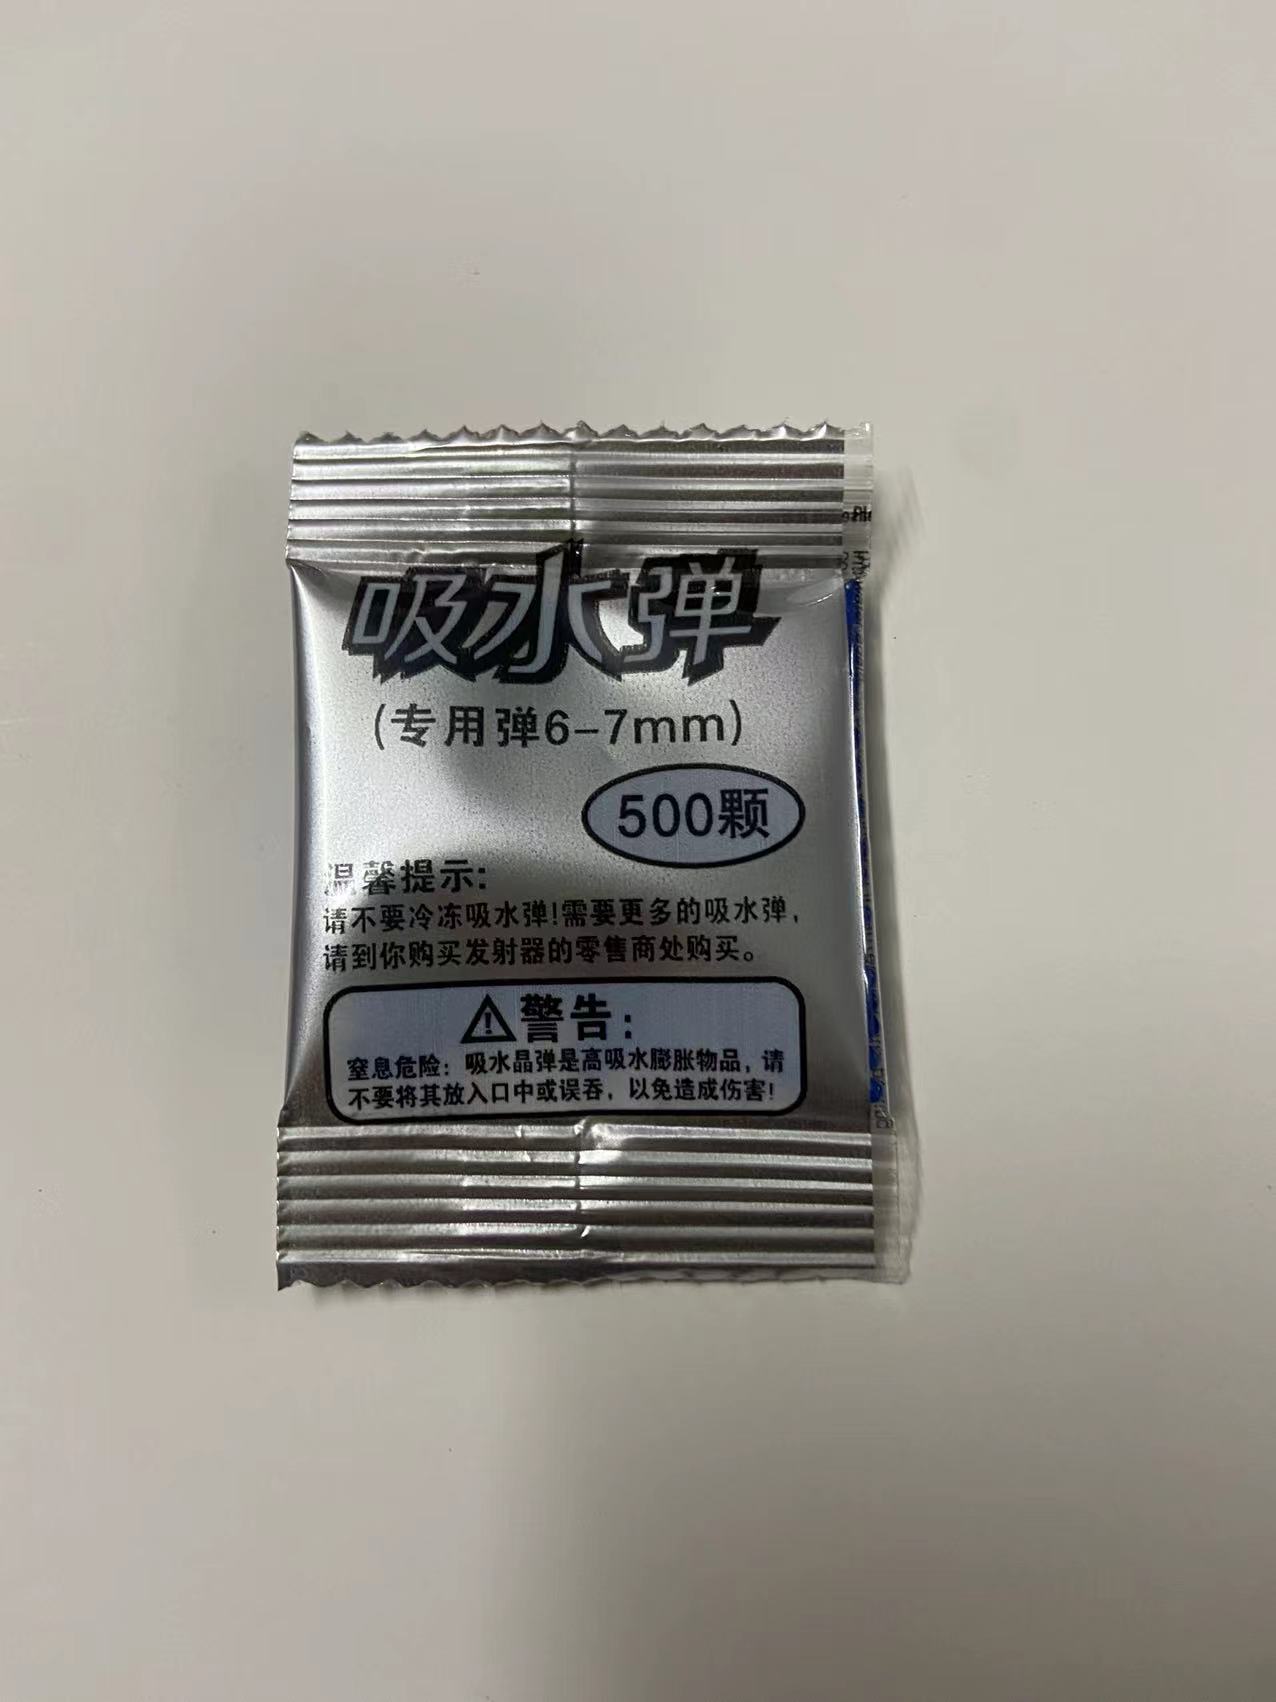 吸水弹
(专用弹6-7mm)
500颗
温馨提示:
请不要冷冻吸水弹!需要更多的吸水弹,
请到你购买发射器的零售商处购买。
⚠警告:
窒息危险:吸水晶弹是高吸水膨胀物品,请
不要将其放入口中或误吞,以免造成伤害!